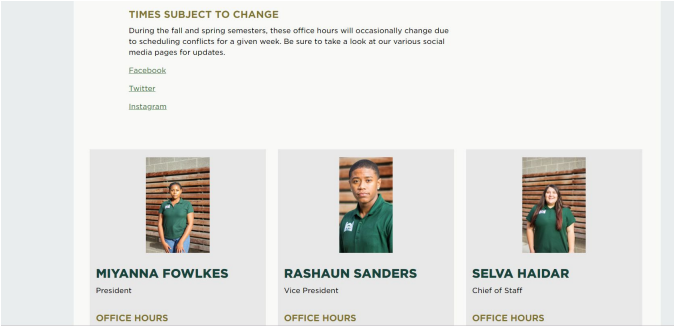 TIMES SUBJECT TO CHANGE
During the fall and spring semesters, these office hours will occasionally change due
to scheduling conflicts for a given week. Be sure to take a look at our various social
media pages for updates.
Facebook
Twitter
Instagram
MIYANNA FOWLKES
President
OFFICE HOURS
RASHAUN SANDERS
Vice President
OFFICE HOURS
SELVA HAIDAR
Chief of Staff
OFFICE HOURS